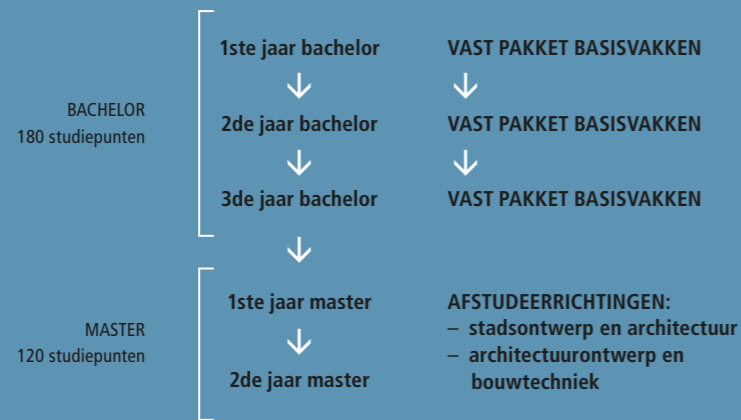 1ste jaar bachelor
VAST PAKKET BASISVAKKEN
BACHELOR
180 studiepunten
2de jaar bachelor
VAST PAKKET BASISVAKKEN
3de jaar bachelor
VAST PAKKET BASISVAKKEN
MASTER
120 studiepunten
1ste jaar master
2de jaar master
AFSTUDEERRICHTINGEN:
– stadsontwerp en architectuur
– architectuurontwerp en
bouwtechniek